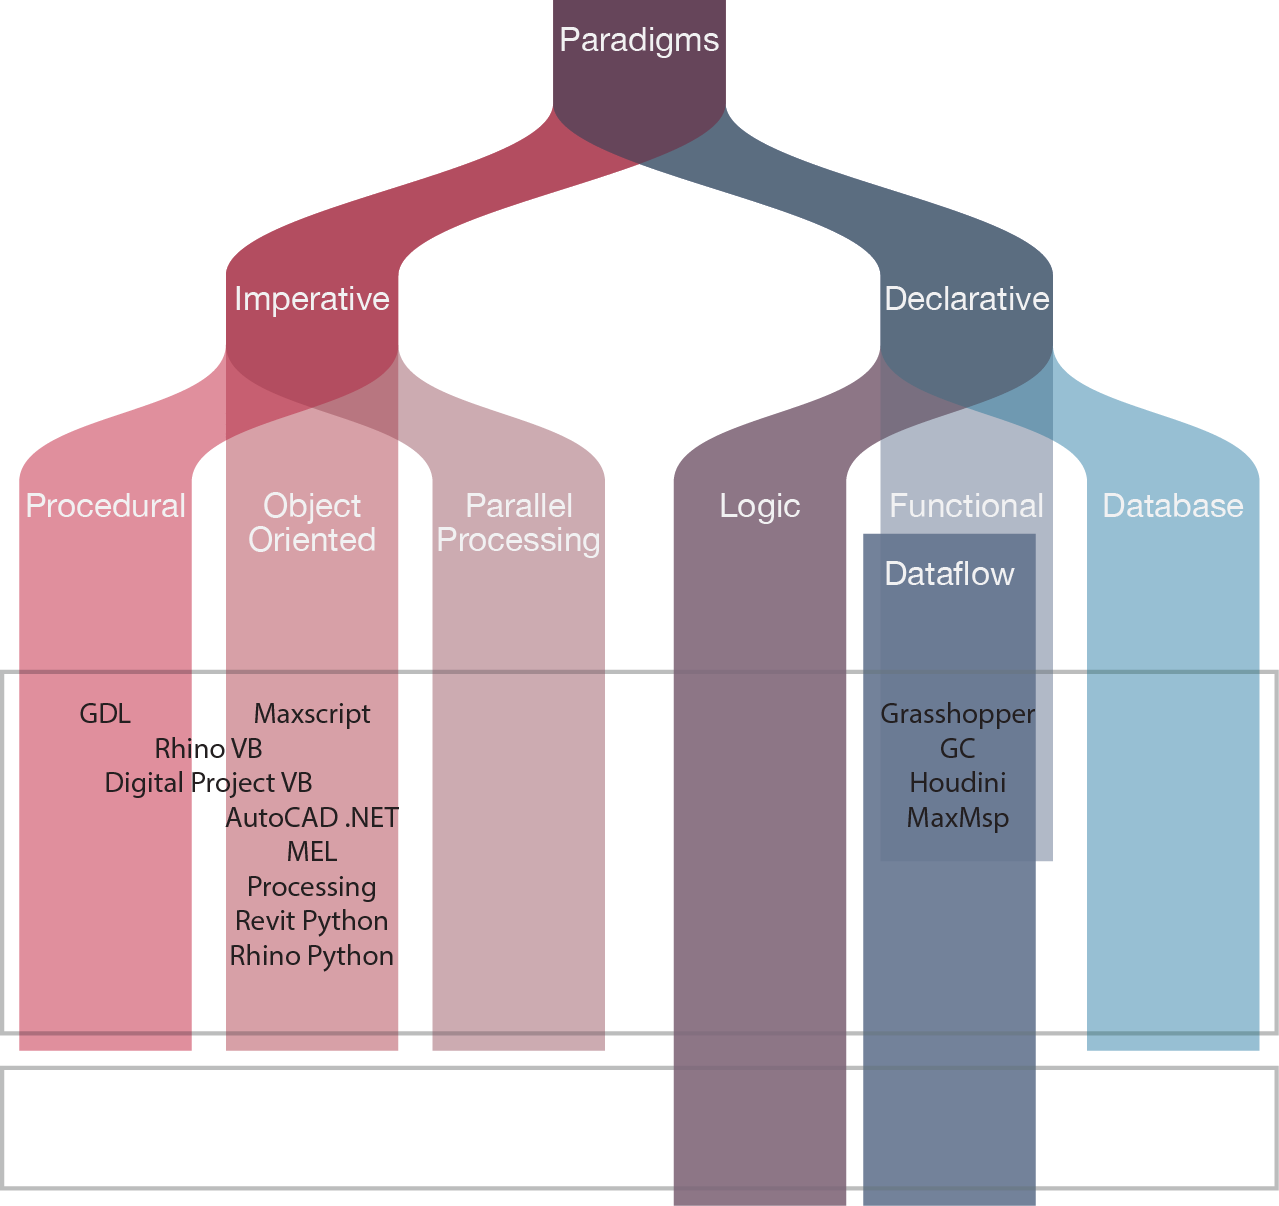 Paradigms
Imperative
Declarative
Procedural
Object
Oriented
Parallel
Processing
Logic
Functional
Database
Dataflow
GDL
Maxscript
Rhino VB
Digital Project VB
AutoCAD .NET
MEL
Processing
Revit Python
Rhino Python
Grasshopper
GC
Houdini
MaxMsp